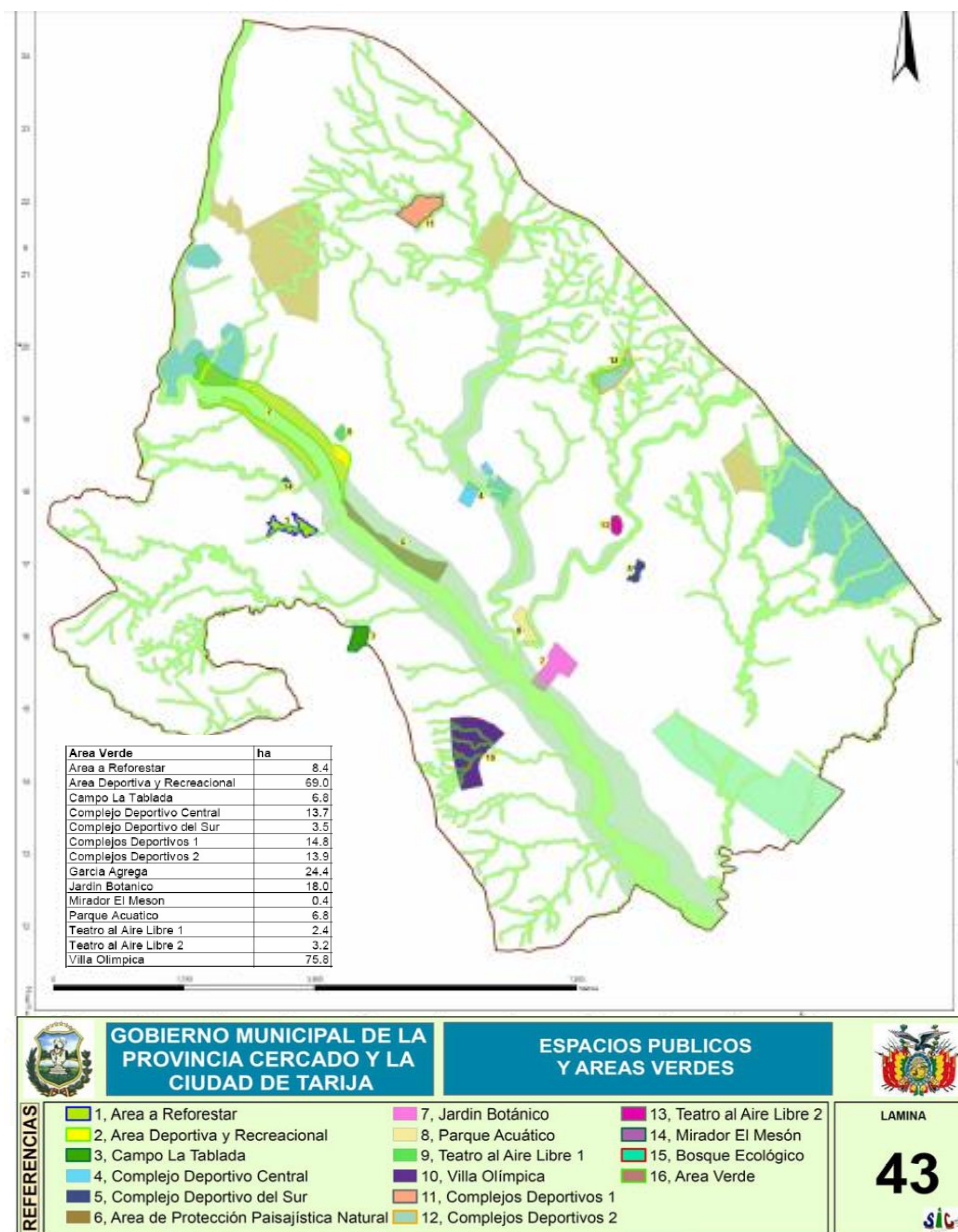 11
Area Verde ha
Area a Reforestar 8.4
Area Deportiva y Recreacional 69.0
Campo La Tablada 6.8
Complejo Deportivo Central 13.7
Complejo Deportivo del Sur 3.5
Complejos Deportivos 1 14.8
Complejos Deportivos 2 13.9
Garcia Agrega 24.4
Jardin Botanico 18.0
Mirador El Meson 0.4
Parque Acuatico 6.8
Teatro al Aire Libre 1 2.4
Teatro al Aire Libre 2 3.2
Villa Olimpica 75.8
GOBIERNO MUNICIPAL DE LA
PROVINCIA CERCADO Y LA
CIUDAD DE TARIJA
ESPACIOS PUBLICOS
Y AREAS VERDES
REFERENCIAS
1, Area a Reforestar
2, Area Deportiva y Recreacional
3, Campo La Tablada
4, Complejo Deportivo Central
5, Complejo Deportivo del Sur
6, Area de Protección Paisajística Natural
7, Jardin Botánico
8, Parque Acuático
9, Teatro al Aire Libre 1
10, Villa Olímpica
11, Complejos Deportivos 1
12, Complejos Deportivos 2
13, Teatro al Aire Libre 2
14, Mirador El Mesón
15, Bosque Ecológico
16, Area Verde
LAMINA
43
SIC